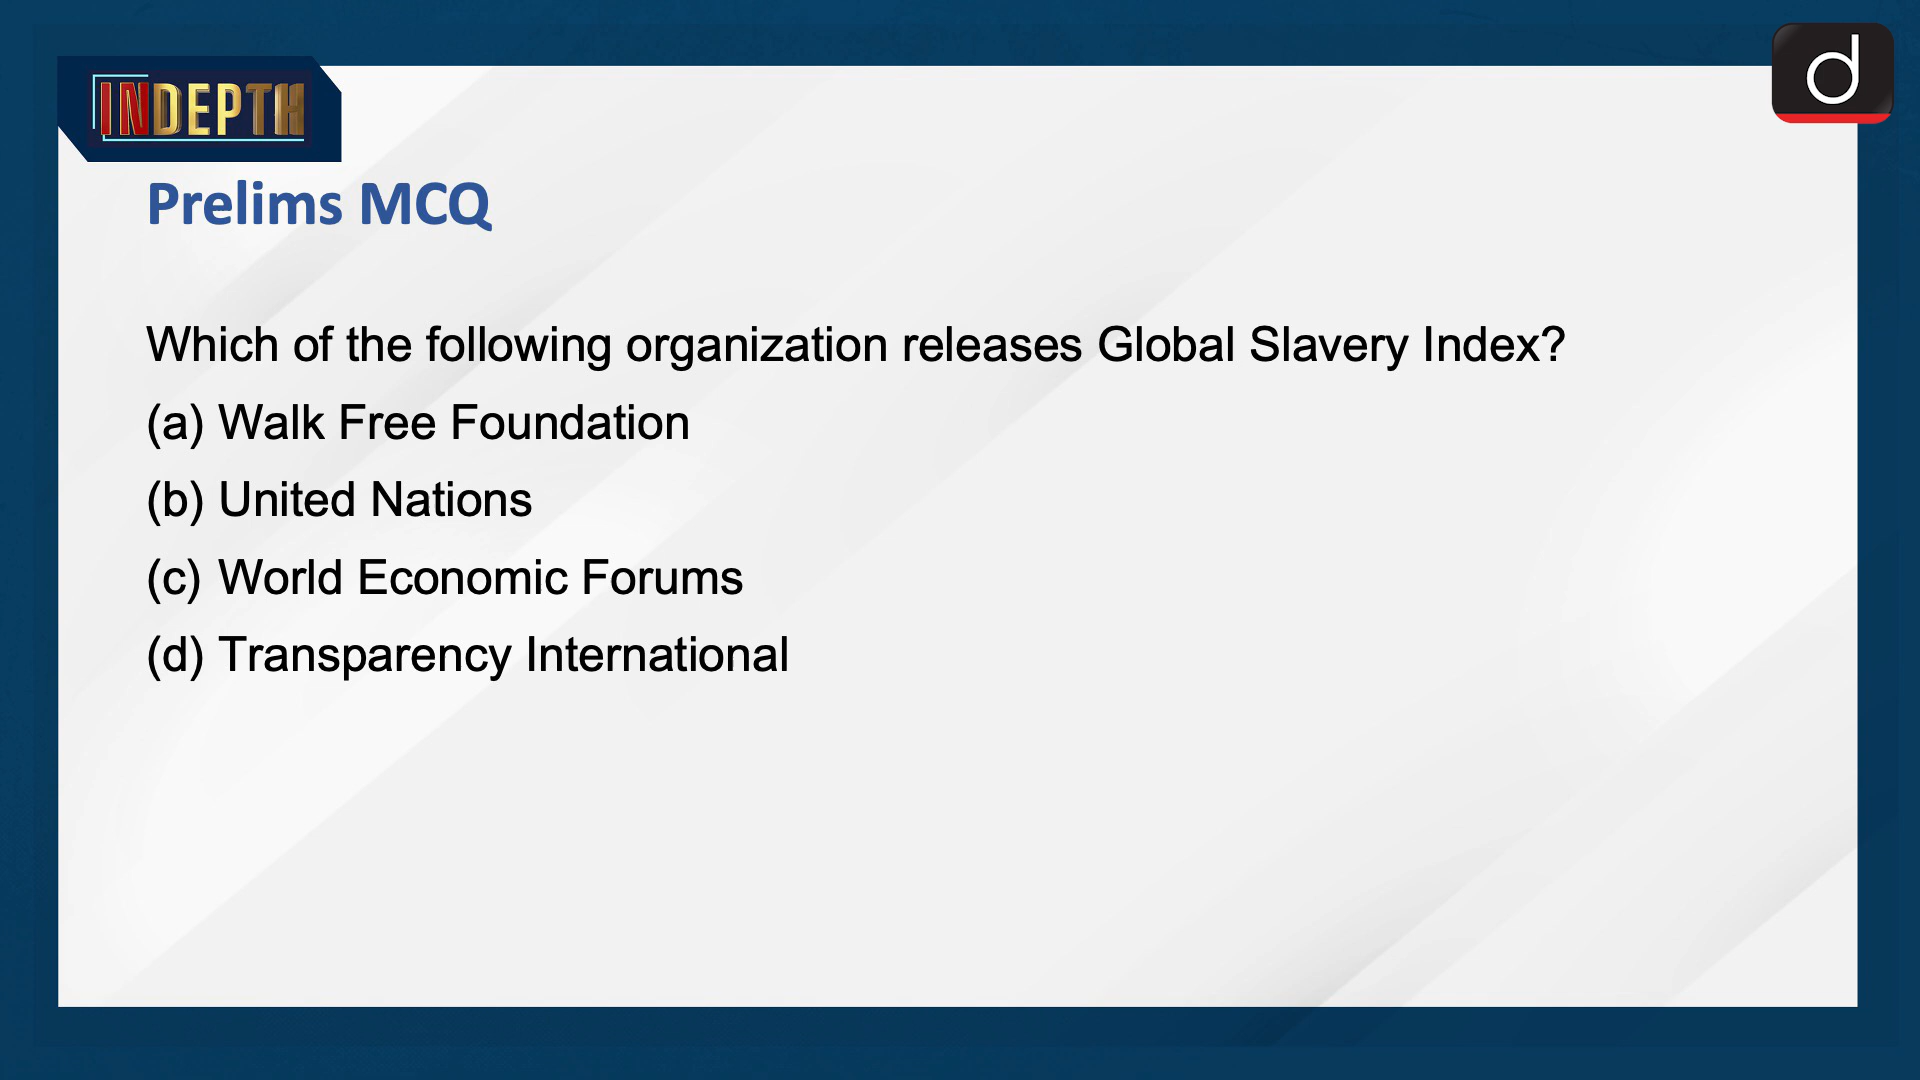 INDEPTH
d
Prelims MCQ
Which of the following organization releases Global Slavery Index?
(a) Walk Free Foundation
(b) United Nations
(c) World Economic Forums
(d) Transparency International